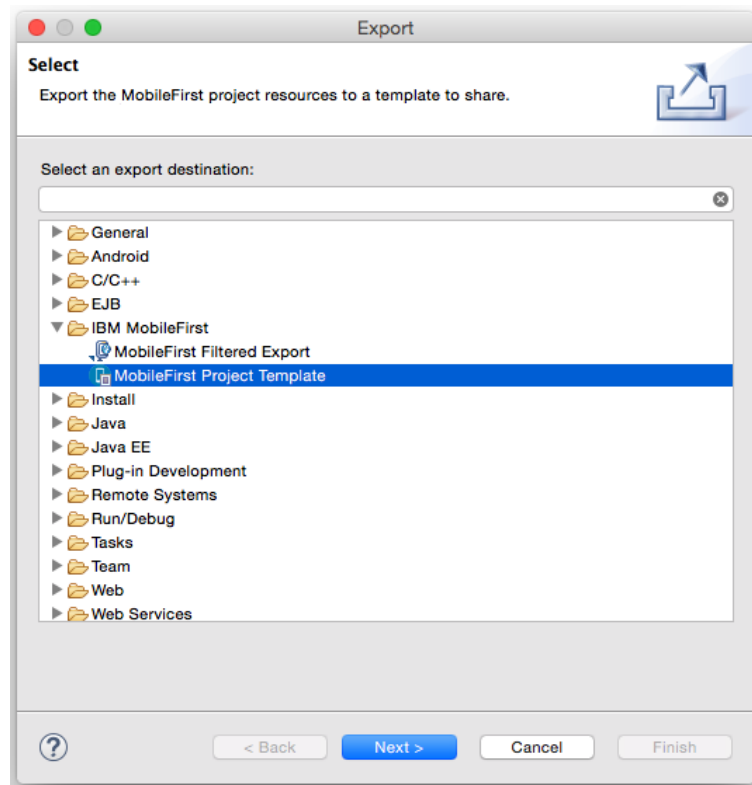 Export
Select
Export the MobileFirst project resources to a template to share.
Select an export destination:
General
Android
C/C++
EJB
IBM MobileFirst
MobileFirst Filtered Export
MobileFirst Project Template
Install
Java
Java EE
Plug-in Development
Remote Systems
Run/Debug
Tasks
Team
Web
Web Services
? < Back Next > Cancel Finish